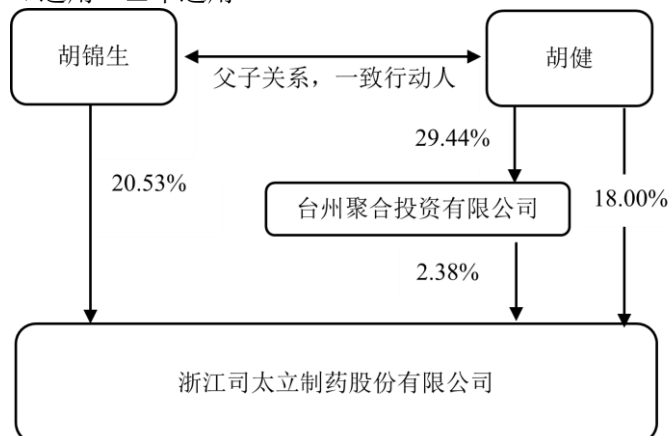 胡锦生
胡健
父子关系，一致行动人
29.44%
20.53%
台州聚合投资有限公司
18.00%
2.38%
浙江司太立制药股份有限公司